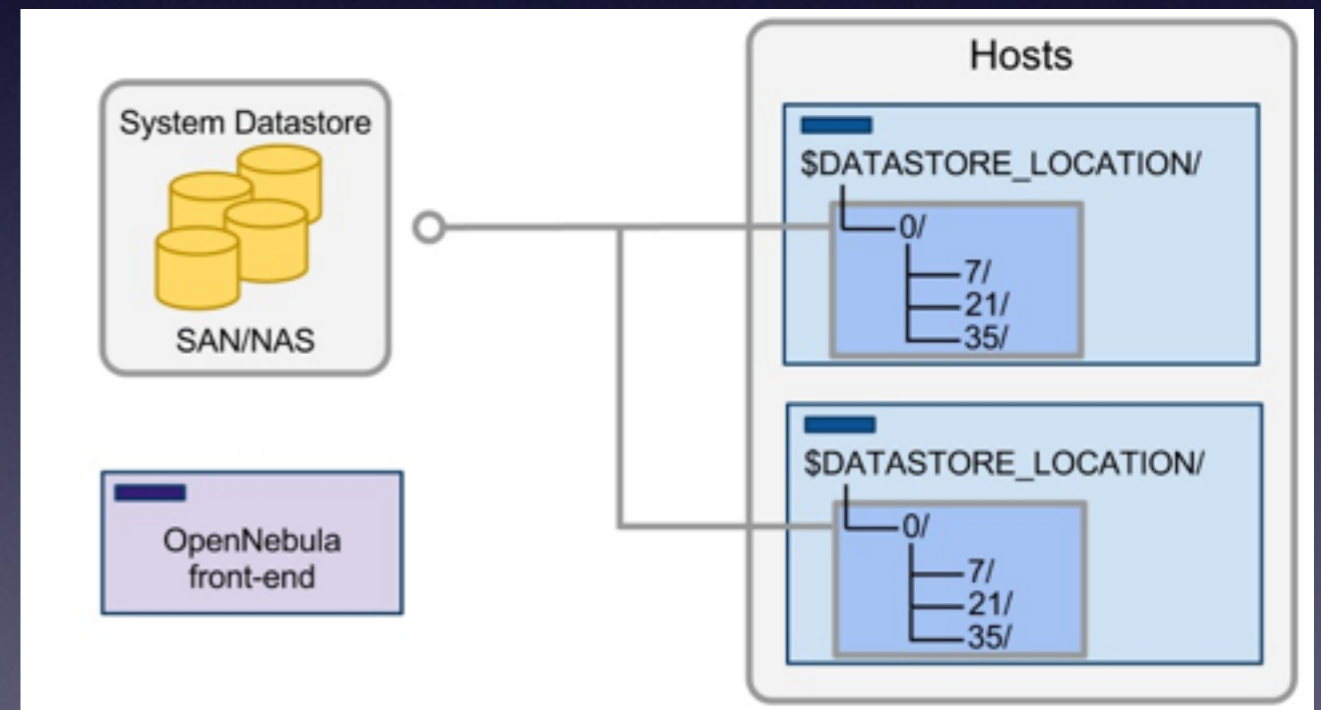 System Datastore
SAN/NAS
OpenNebula
front-end
Hosts
$DATASTORE_LOCATION/
0/
7/
21/
35/
$DATASTORE_LOCATION/
0/
7/
21/
35/